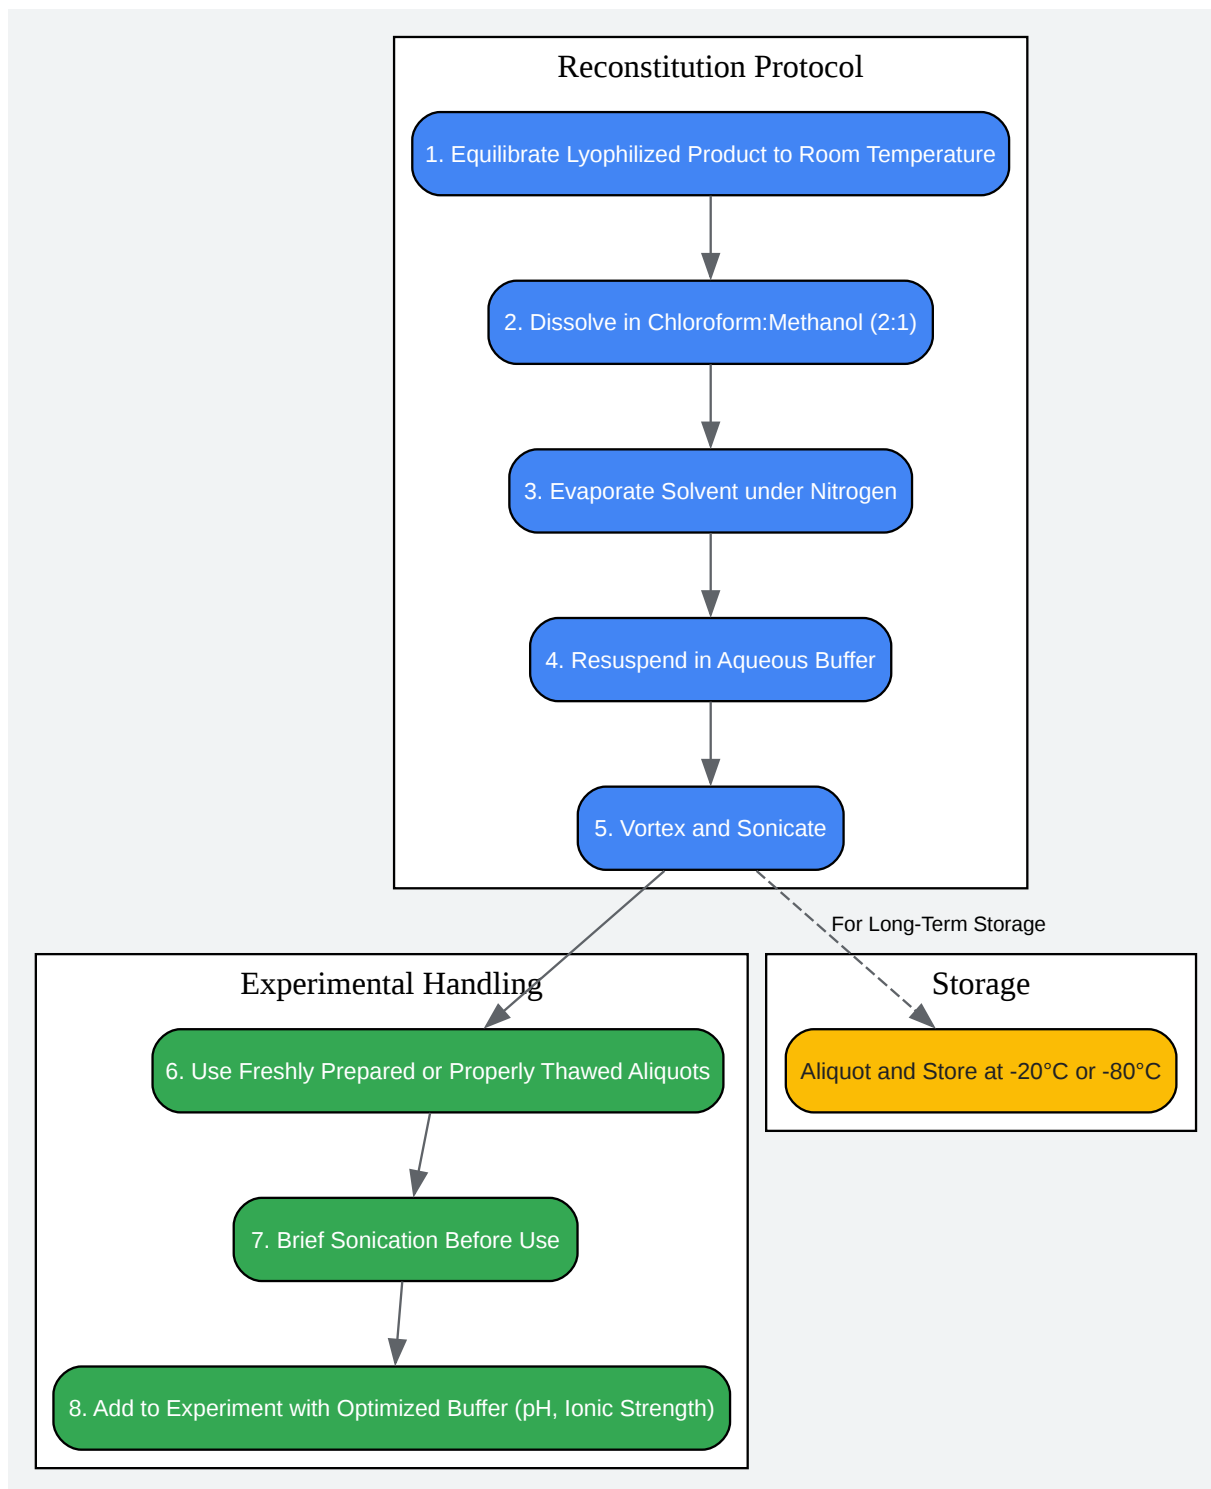 Reconstitution Protocol
1. Equilibrate Lyophilized Product to Room Temperature
2. Dissolve in Chloroform:Methanol (2:1)
3. Evaporate Solvent under Nitrogen
4. Resuspend in Aqueous Buffer
5. Vortex and Sonicate
For Long-Term Storage
Experimental Handling
6. Use Freshly Prepared or Properly Thawed Aliquots
7. Brief Sonication Before Use
8. Add to Experiment with Optimized Buffer (pH, Ionic Strength)
Storage
Aliquot and Store at -20°C or -80°C